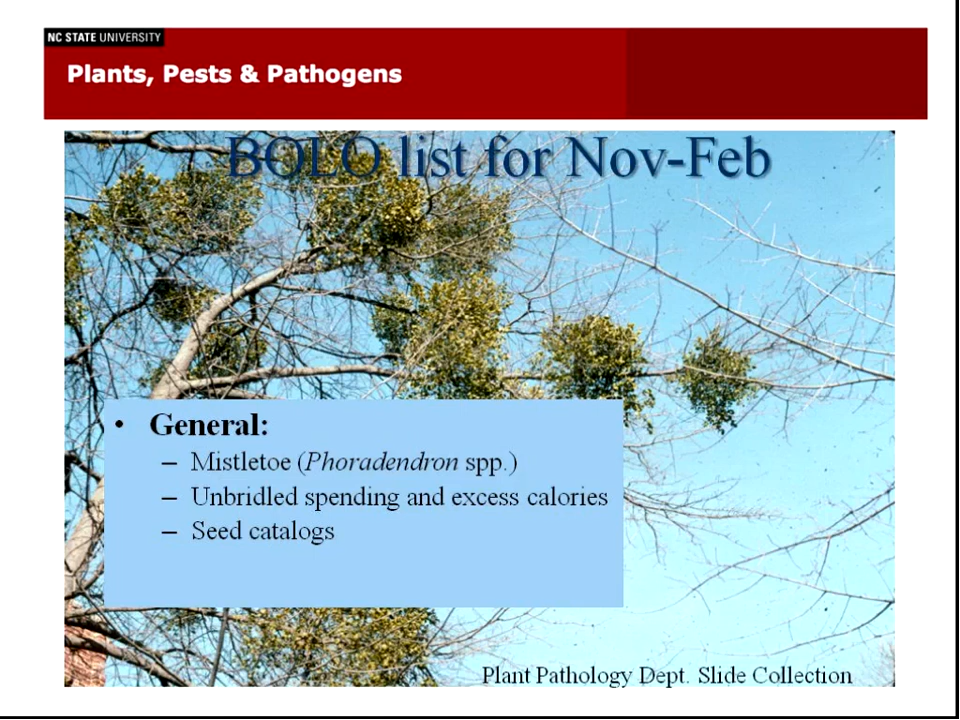 NC STATE UNIVERSITY
Plants, Pests & Pathogens
BOLO list for Nov-Feb
• General:
– Mistletoe (Phoradendron spp.)
– Unbridled spending and excess calories
– Seed catalogs
Plant Pathology Dept. Slide Collection